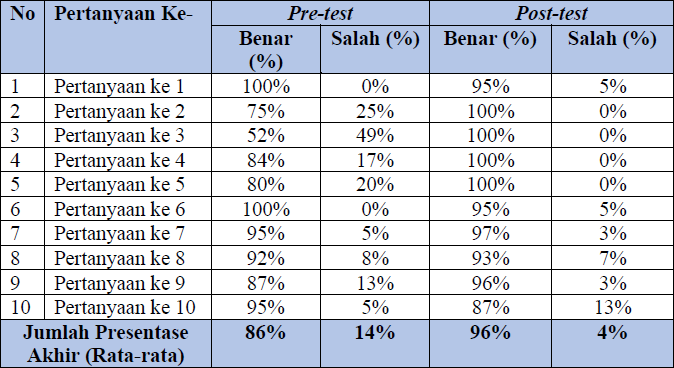 No Pertanyaan Ke- Pre-test Post-test
Benar (%) Salah (%) Benar (%) Salah (%)
1 Pertanyaan ke 1 100% 0% 95% 5%
2 Pertanyaan ke 2 75% 25% 100% 0%
3 Pertanyaan ke 3 52% 49% 100% 0%
4 Pertanyaan ke 4 84% 17% 100% 0%
5 Pertanyaan ke 5 80% 20% 100% 0%
6 Pertanyaan ke 6 100% 0% 95% 5%
7 Pertanyaan ke 7 95% 5% 97% 3%
8 Pertanyaan ke 8 92% 8% 93% 7%
9 Pertanyaan ke 9 87% 13% 96% 3%
10 Pertanyaan ke 10 95% 5% 87% 13%
Jumlah Presentase
Akhir (Rata-rata) 86% 14% 96% 4%